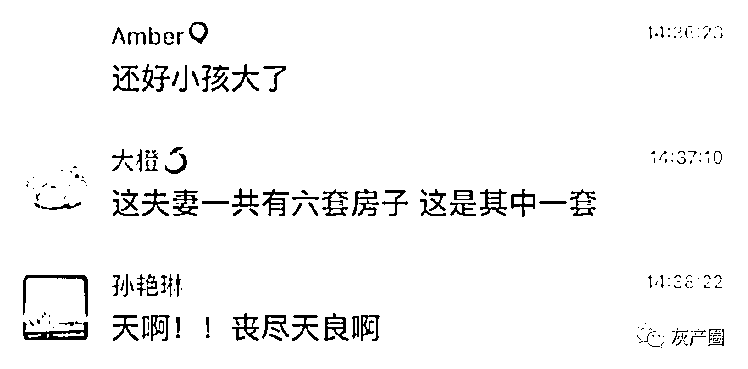 Amber
14:36:23
还好小孩大了
大橙
14:37:10
这夫妻一共有六套房子 这是其中一套
孙艳琳
14:38:22
天啊！！丧尽天良啊
灰产圈